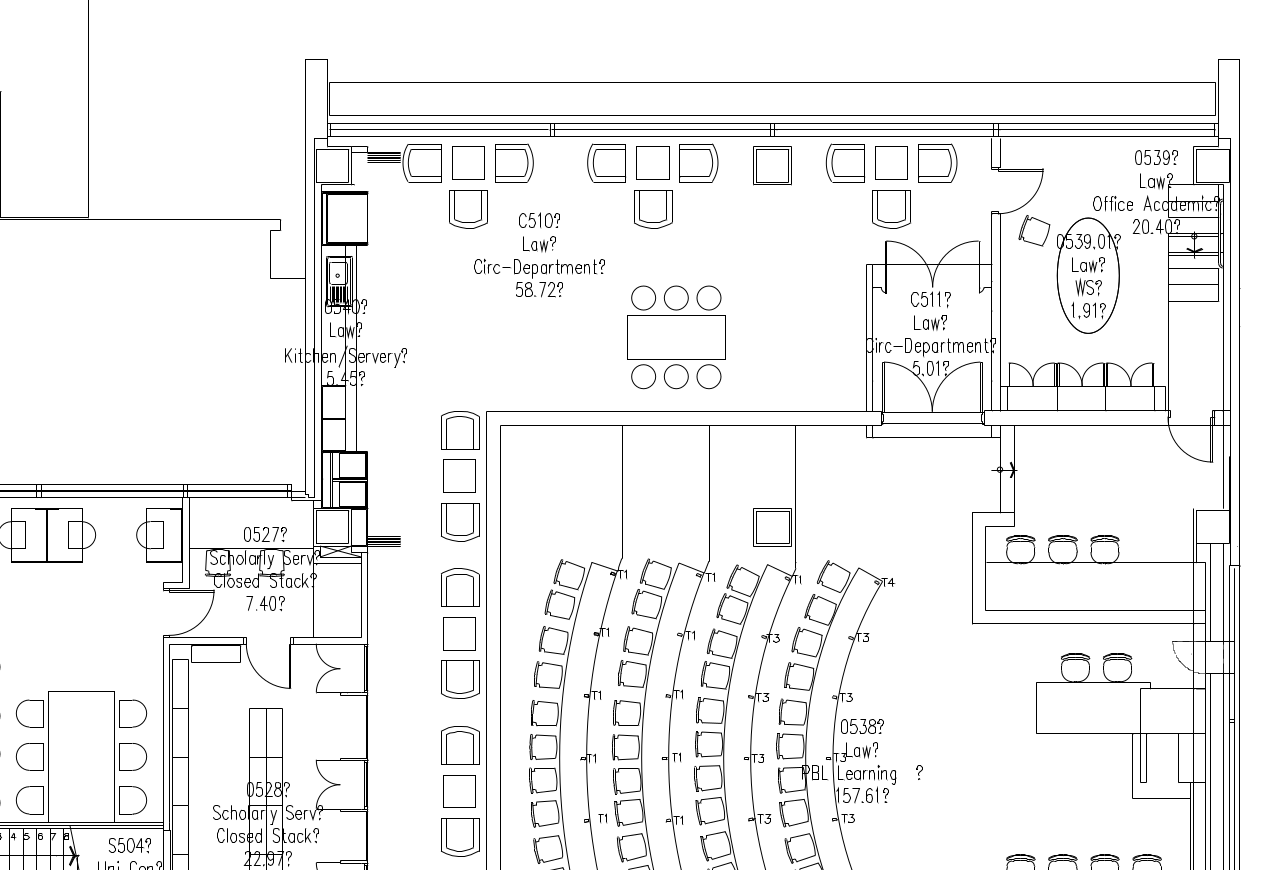 C510?
Law?
Circ-Department?
58.72?
0539?
Law?
Office Academic?
20.40?
0539.01?
Law?
WS?
1.91?
C511?
Law?
Circ-Department?
5.01?
0540?
Law?
Kitchen/Servery?
5.45?
0527?
Scholarly Serv?
Closed Stack?
7.40?
T1 T1 T1 T4
T1 T1 T3 T3
T1 T1 T3 T3
0538?
Law?
PBL Learning ?
157.61?
T1 T1 T3 T3
T1 T1 T3 T3
0528?
Scholarly Serv?
Closed Stack?
22.97?
4 5 6 7 8
S504?
Uni Con?